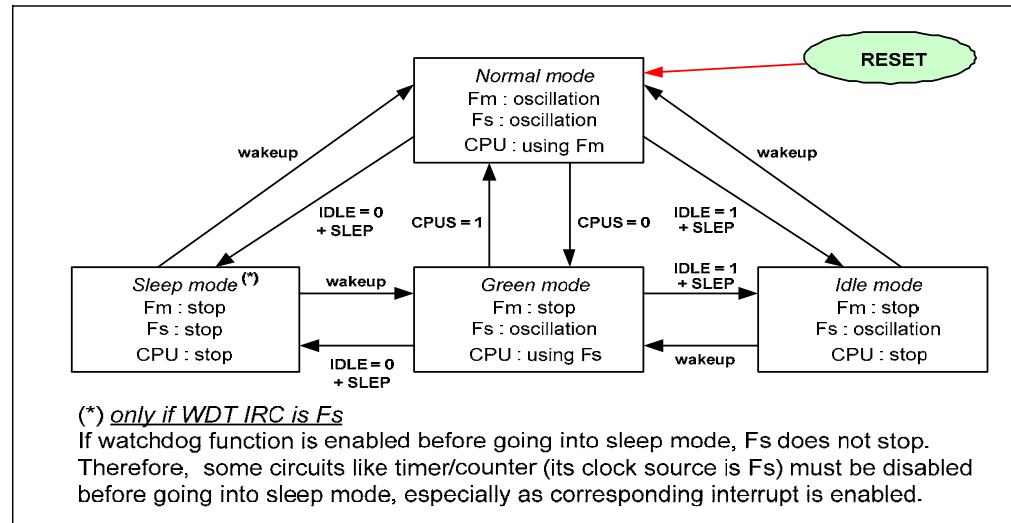 RESET
Normal mode
Fm : oscillation
Fs : oscillation
CPU : using Fm
wakeup
wakeup
IDLE = 0
+ SLEP
CPUS = 1
CPUS = 0
IDLE = 1
+ SLEP
Sleep mode (*)
Fm : stop
Fs : stop
CPU : stop
wakeup
IDLE = 0
+ SLEP
Green mode
Fm : stop
Fs : oscillation
CPU : using Fs
IDLE = 1
+ SLEP
wakeup
Idle mode
Fm : stop
Fs : oscillation
CPU : stop
(*) only if WDT IRC is Fs
If watchdog function is enabled before going into sleep mode, Fs does not stop.
Therefore, some circuits like timer/counter (its clock source is Fs) must be disabled
before going into sleep mode, especially as corresponding interrupt is enabled.